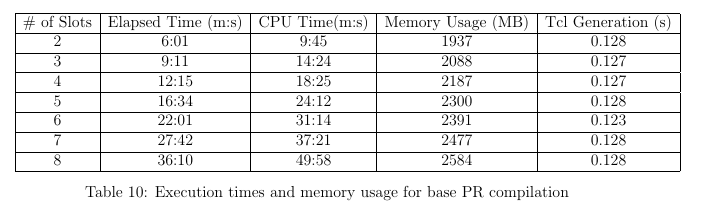 # of Slots Elapsed Time (m:s) CPU Time(m:s) Memory Usage (MB) Tcl Generation (s)
2 6:01 9:45 1937 0.128
3 9:11 14:24 2088 0.127
4 12:15 18:25 2187 0.127
5 16:34 24:12 2300 0.128
6 22:01 31:14 2391 0.123
7 27:42 37:21 2477 0.128
8 36:10 49:58 2584 0.128
Table 10: Execution times and memory usage for base PR compilation